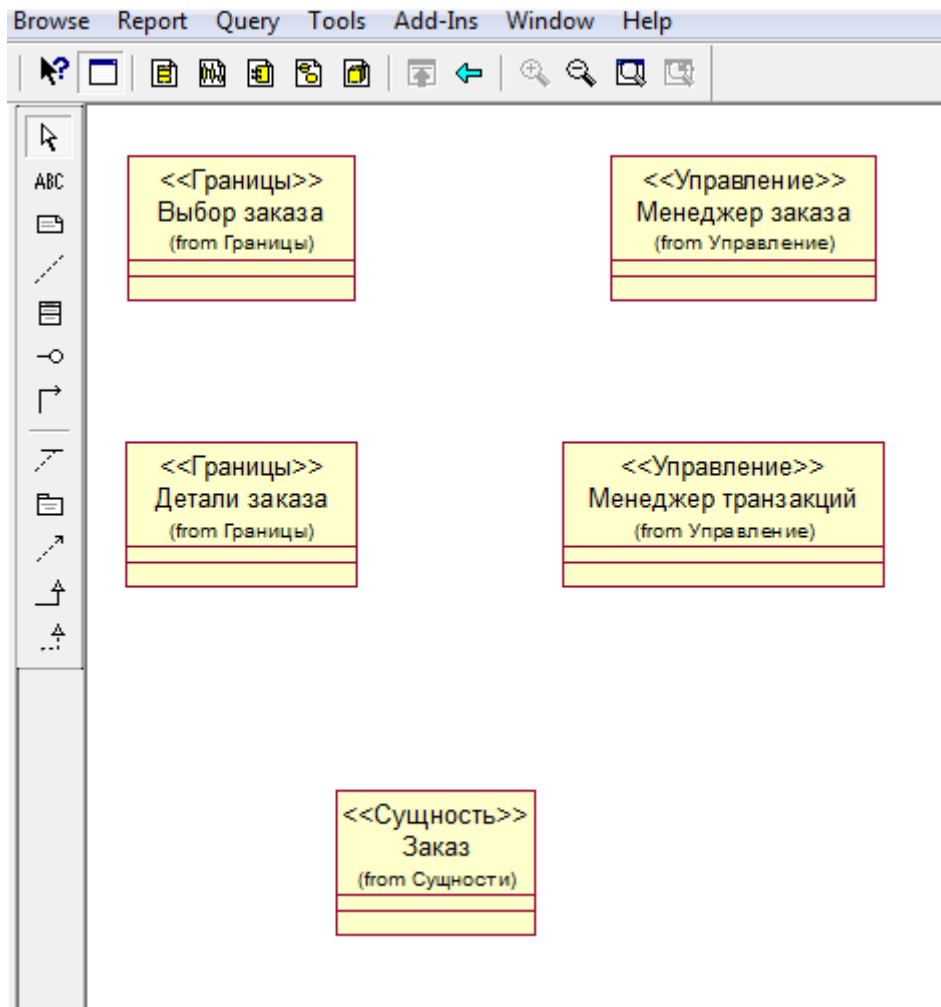 Browse Report Query Tools Add-Ins Window Help
ABC
<<Границы>>
Выбор заказа
(from Границы)
<<Управление>>
Менеджер заказа
(from Управление)
<<Границы>>
Детали заказа
(from Границы)
<<Управление>>
Менеджер транзакций
(from Управление)
<<Сущность>>
Заказ
(from Сущности)